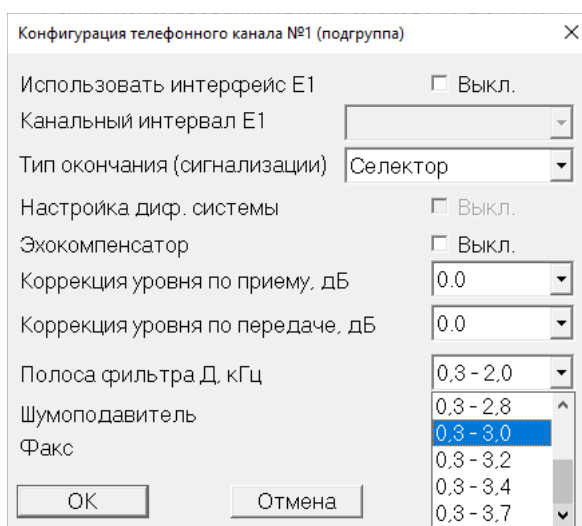 Конфигурация телефонного канала №1 (подгруппа)
Использовать интерфейс E1 Выкл.
Канальный интервал E1
Тип окончания (сигнализации) Селектор
Настройка диф. системы Выкл.
Эхокомпенсатор Выкл.
Коррекция уровня по приему, дБ 0.0
Коррекция уровня по передаче, дБ 0.0
Полоса фильтра Д, кГц 0,3 - 2,0
0,3 - 2,8
Шумоподавитель 0,3 - 3,0
Факс 0,3 - 3,2
0,3 - 3,4
OK Отмена 0,3 - 3,7